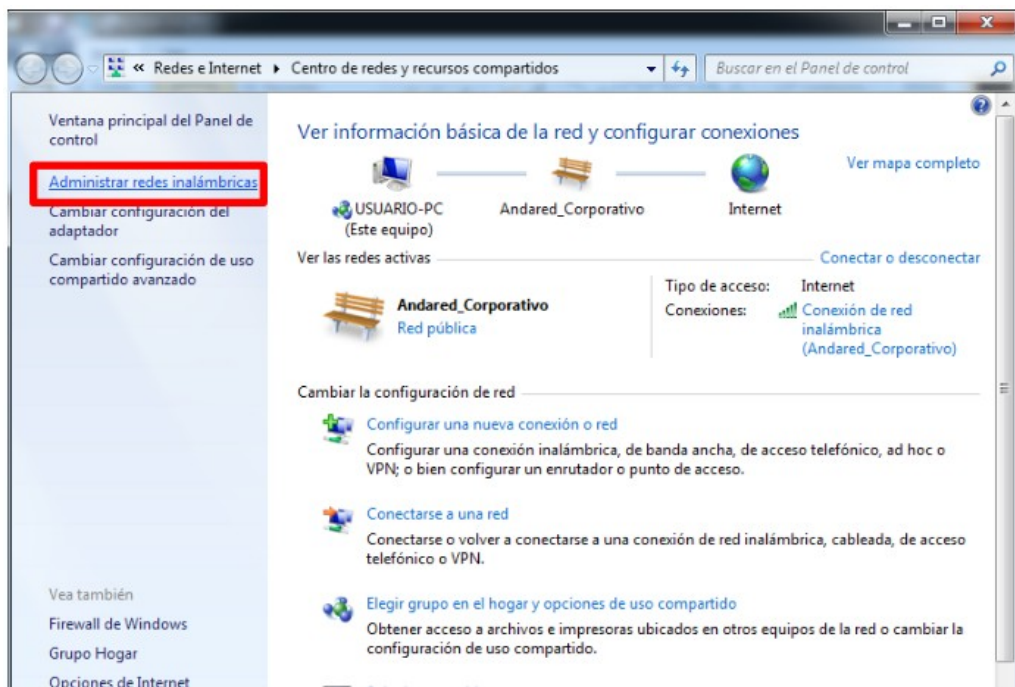 « Redes e Internet ▸ Centro de redes y recursos compartidos
Buscar en el Panel de control
Ventana principal del Panel de
control
Administrar redes inalámbricas
Cambiar configuración del
adaptador
Cambiar configuración de uso
compartido avanzado
Vea también
Firewall de Windows
Grupo Hogar
Opciones de Internet
Ver información básica de la red y configurar conexiones
Ver mapa completo
USUARIO-PC
(Este equipo)
Andared_Corporativo
Internet
Ver las redes activas
Conectar o desconectar
Andared_Corporativo
Red pública
Tipo de acceso: Internet
Conexiones: Conexión de red
inalámbrica
(Andared_Corporativo)
Cambiar la configuración de red
Configurar una nueva conexión o red
Configurar una conexión inalámbrica, de banda ancha, de acceso telefónico, ad hoc o
VPN; o bien configurar un enrutador o punto de acceso.
Conectarse a una red
Conectarse o volver a conectarse a una conexión de red inalámbrica, cableada, de acceso
telefónico o VPN.
Elegir grupo en el hogar y opciones de uso compartido
Obtener acceso a archivos e impresoras ubicados en otros equipos de la red o cambiar la
configuración de uso compartido.